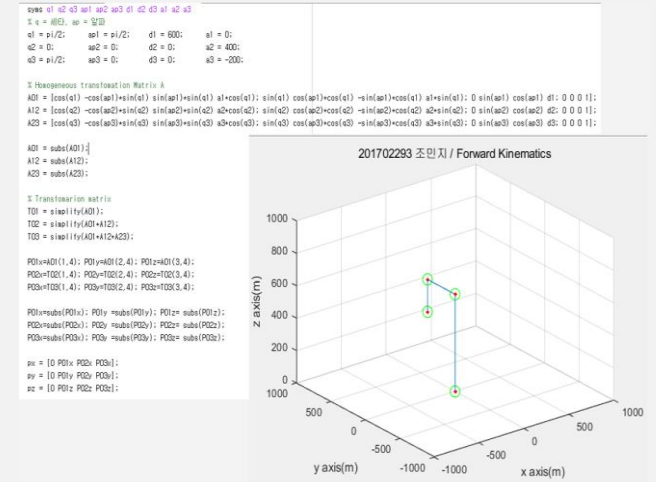 syms q1 q2 q3 ap1 ap2 ap3 d1 d2 d3 a1 a2 a3
% q = 세타, ap = 알파
q1 = pi/2; ap1 = pi/2; d1 = 600; a1 = 0;
q2 = 0; ap2 = 0; d2 = 0; a2 = 400;
q3 = pi/2; ap3 = 0; d3 = 0; a3 = -200;
% Homogeneous transfomation Matrix A
A01 = [cos(q1) -cos(ap1)*sin(q1) sin(ap1)*sin(q1) a1*cos(q1); sin(q1) cos(ap1)*cos(q1) -sin(ap1)*cos(q1) a1*sin(q1); 0 sin(ap1) cos(ap1) d1; 0 0 0 1];
A12 = [cos(q2) -cos(ap2)*sin(q2) sin(ap2)*sin(q2) a2*cos(q2); sin(q2) cos(ap2)*cos(q2) -sin(ap2)*cos(q2) a2*sin(q2); 0 sin(ap2) cos(ap2) d2; 0 0 0 1];
A23 = [cos(q3) -cos(ap3)*sin(q3) sin(ap3)*sin(q3) a3*cos(q3); sin(q3) cos(ap3)*cos(q3) -sin(ap3)*cos(q3) a3*sin(q3); 0 sin(ap3) cos(ap3) d3; 0 0 0 1];
A01 = subs(A01);
A12 = subs(A12);
A23 = subs(A23);
% Transfomarion matrix
T01 = simplify(A01);
T02 = simplify(A01*A12);
T03 = simplify(A01*A12*A23);
P01x=A01(1,4); P01y=A01(2,4); P01z=A01(3,4);
P02x=T02(1,4); P02y=T02(2,4); P02z=T02(3,4);
P03x=T03(1,4); P03y=T03(2,4); P03z=T03(3,4);
P01x=subs(P01x); P01y =subs(P01y); P01z= subs(P01z);
P02x=subs(P02x); P02y =subs(P02y); P02z= subs(P02z);
P03x=subs(P03x); P03y =subs(P03y); P03z= subs(P03z);
px = [0 P01x P02x P03x];
py = [0 P01y P02y P03y];
pz = [0 P01z P02z P03z];
201702293 조민지 / Forward Kinematics
1000
800
600
400
200
0
z axis(m)
1000
500
0
-500
-1000
y axis(m)
-1000
-500
0
500
1000
x axis(m)